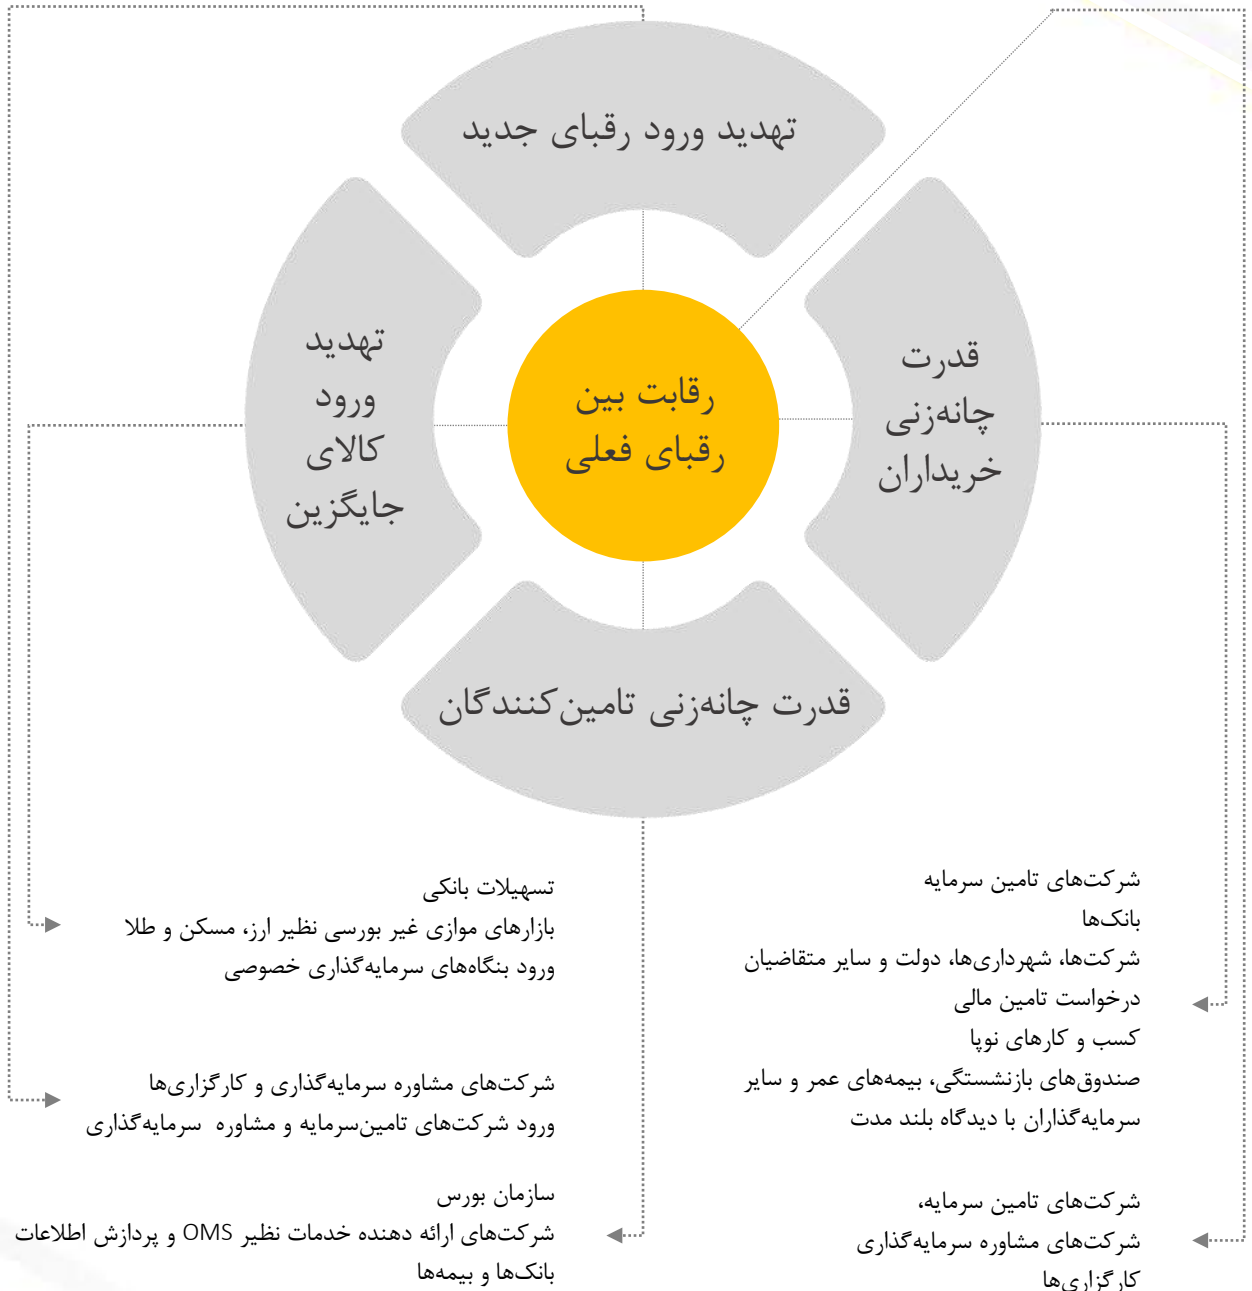 تهدید ورود رقبای جدید
قدرت
چانه‌زنی
خریداران
رقابت بین
رقبای فعلی
تهدید
ورود
کالای
جایگزین
قدرت چانه‌زنی تامین‌کنندگان
شرکت‌های تامین سرمایه
بانک‌ها
شرکت‌ها، شهرداری‌ها، دولت و سایر متقاضیان
درخواست تامین مالی
کسب و کارهای نوپا
صندوق‌های بازنشستگی، بیمه‌های عمر و سایر
سرمایه‌گذاران با دیدگاه بلند مدت
شرکت‌های تامین سرمایه،
شرکت‌های مشاوره سرمایه‌گذاری
کارگزاری‌ها
تسهیلات بانکی
بازارهای موازی غیر بورسی نظیر ارز، مسکن و طلا
ورود بنگاه‌های سرمایه‌گذاری خصوصی
شرکت‌های مشاوره سرمایه‌گذاری و کارگزاری‌ها
ورود شرکت‌های تامین‌سرمایه و مشاوره سرمایه‌گذاری
سازمان بورس
شرکت‌های ارائه دهنده خدمات نظیر OMS و پردازش اطلاعات
بانک‌ها و بیمه‌ها